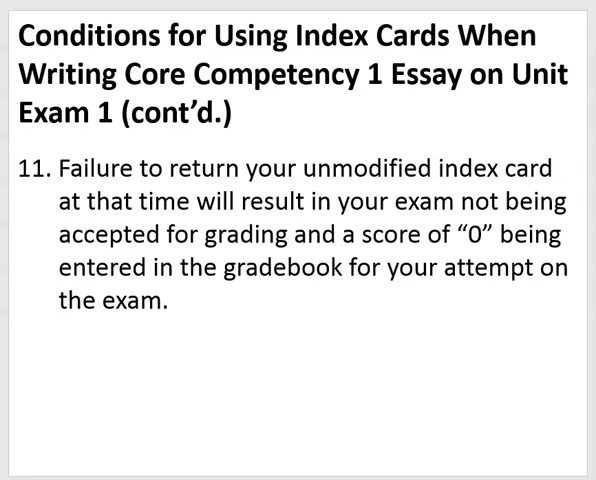 Conditions for Using Index Cards When
Writing Core Competency 1 Essay on Unit
Exam 1 (cont’d.)
11. Failure to return your unmodified index card
at that time will result in your exam not being
accepted for grading and a score of “0” being
entered in the gradebook for your attempt on
the exam.